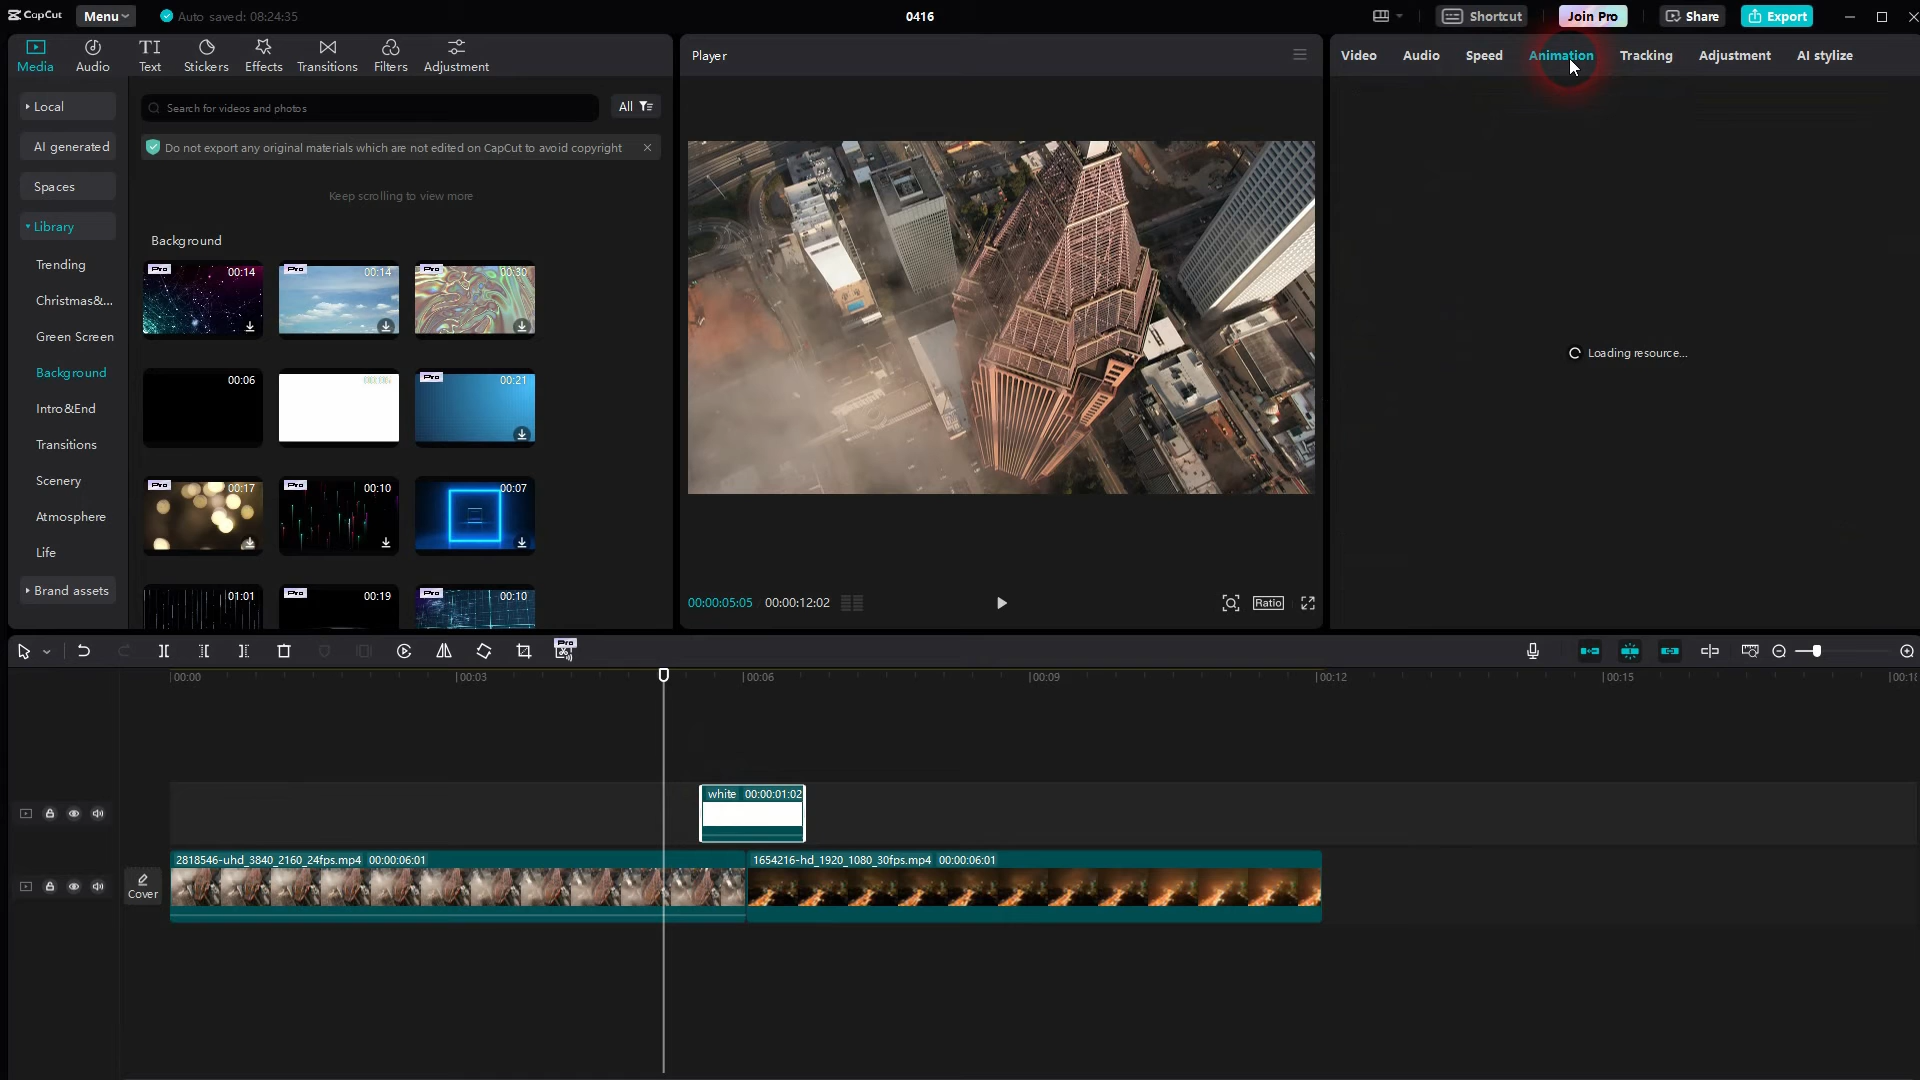 CapCut
Menu
Auto saved: 08:24:35
0416
Shortcut
Join Pro
Share
Export
Media
Audio
Text
Stickers
Effects
Transitions
Filters
Adjustment
Player
Video
Audio
Speed
Animation
Tracking
Adjustment
AI stylize
Local
AI generated
Spaces
Library
Trending
Christmas&...
Green Screen
Background
Intro&End
Transitions
Scenery
Atmosphere
Life
Brand assets
Search for videos and photos
All
Do not export any original materials which are not edited on CapCut to avoid copyright
Keep scrolling to view more
Background
Pro 00:14
Pro 00:14
Pro 00:30
00:06
Pro 00:21
Pro 00:17
Pro 00:10
00:07
01:01
Pro 00:19
Pro 00:10
Loading resource...
00:00:05:05
00:00:12:02
Ratio
Pro
00:00
00:03
00:06
00:09
00:12
00:15
00:18
white 00:00:01:02
Cover
2818546-uhd_3840_2160_24fps.mp4 00:00:06:01
1654216-hd_1920_1080_30fps.mp4 00:00:06:01